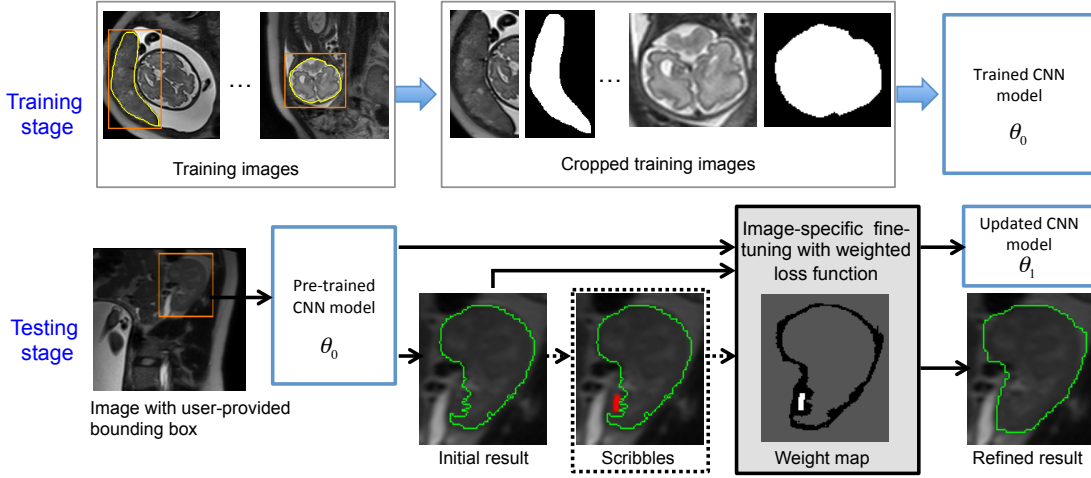 Training
stage
...
Training images
...
Cropped training images
Trained CNN
model
θ0
Testing
stage
Image with user-provided
bounding box
Pre-trained
CNN model
θ0
Initial result
Scribbles
Image-specific fine-
tuning with weighted
loss function
Weight map
Updated CNN
model
θ1
Refined result